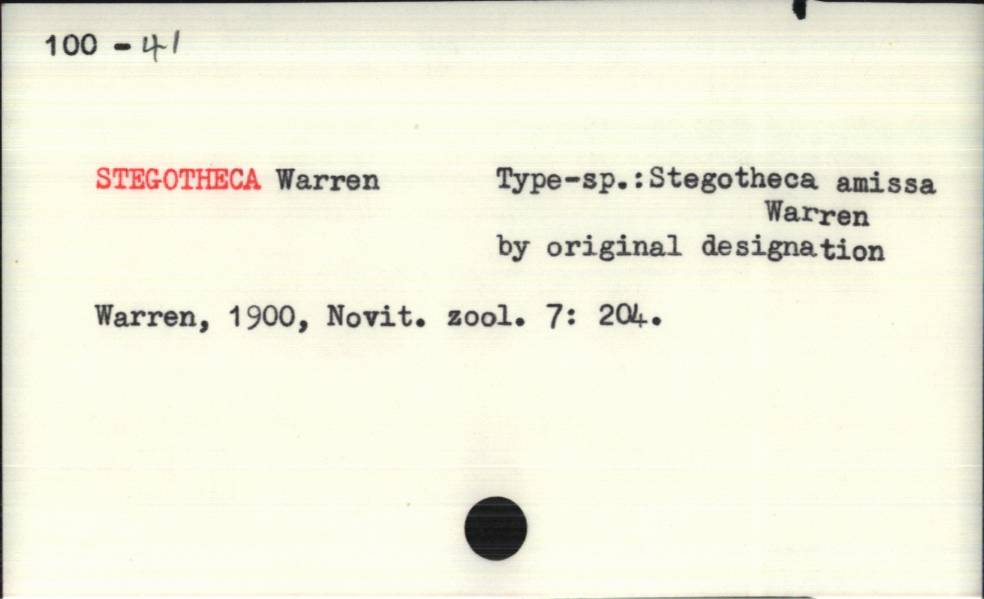 100 - 41
STEGOTHECA Warren Type-sp.:Stegotheca amissa
Warren
by original designation
Warren, 1900, Novit. zool. 7: 204.